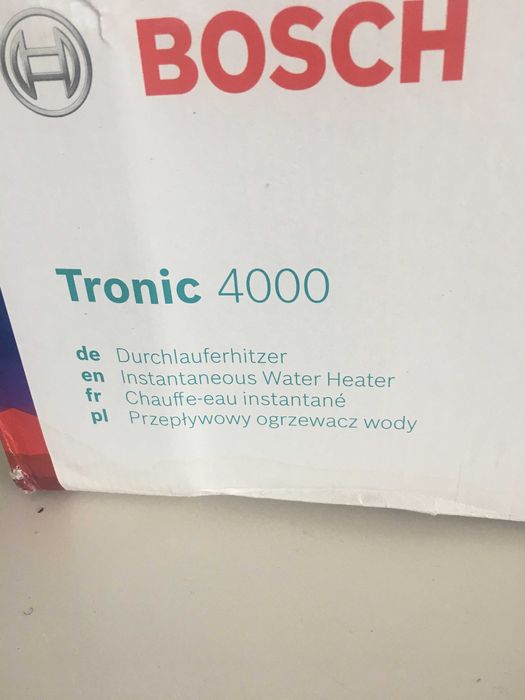 BOSCH
Tronic 4000
de Durchlauferhitzer
en Instantaneous Water Heater
fr Chauffe-eau instantané
pl Przepływowy ogrzewacz wody